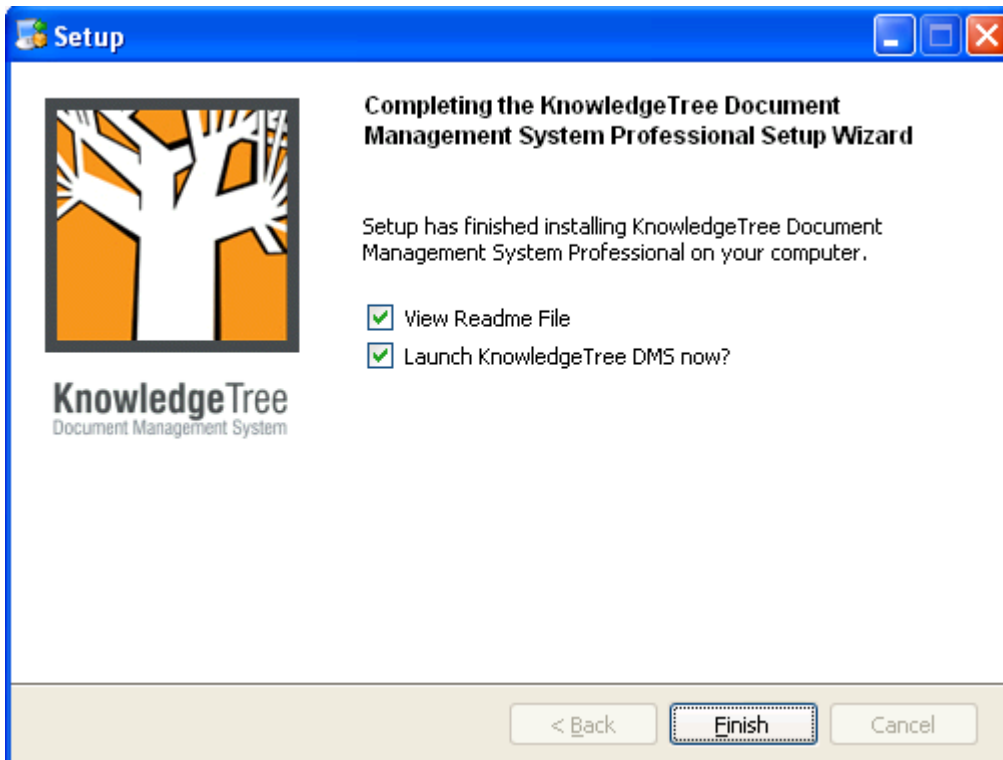 Setup
Completing the KnowledgeTree Document
Management System Professional Setup Wizard
Setup has finished installing KnowledgeTree Document
Management System Professional on your computer.
View Readme File
Launch KnowledgeTree DMS now?
KnowledgeTree
Document Management System
< Back
Finish
Cancel